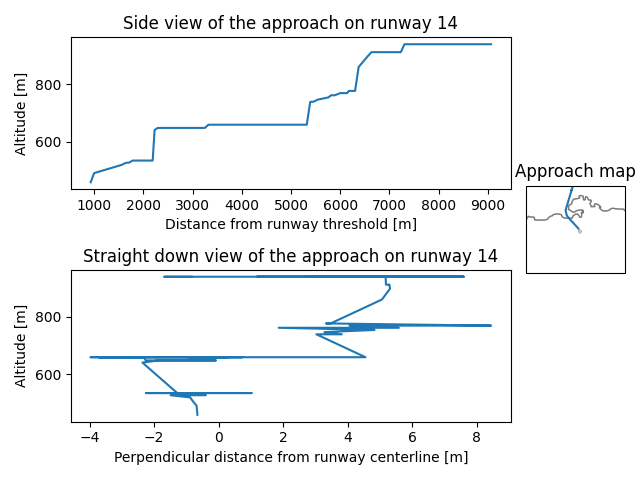 Side view of the approach on runway 14
Altitude [m]
800
600
1000 2000 3000 4000 5000 6000 7000 8000 9000
Distance from runway threshold [m]
Approach map
Straight down view of the approach on runway 14
Altitude [m]
800
600
−4 −2 0 2 4 6 8
Perpendicular distance from runway centerline [m]